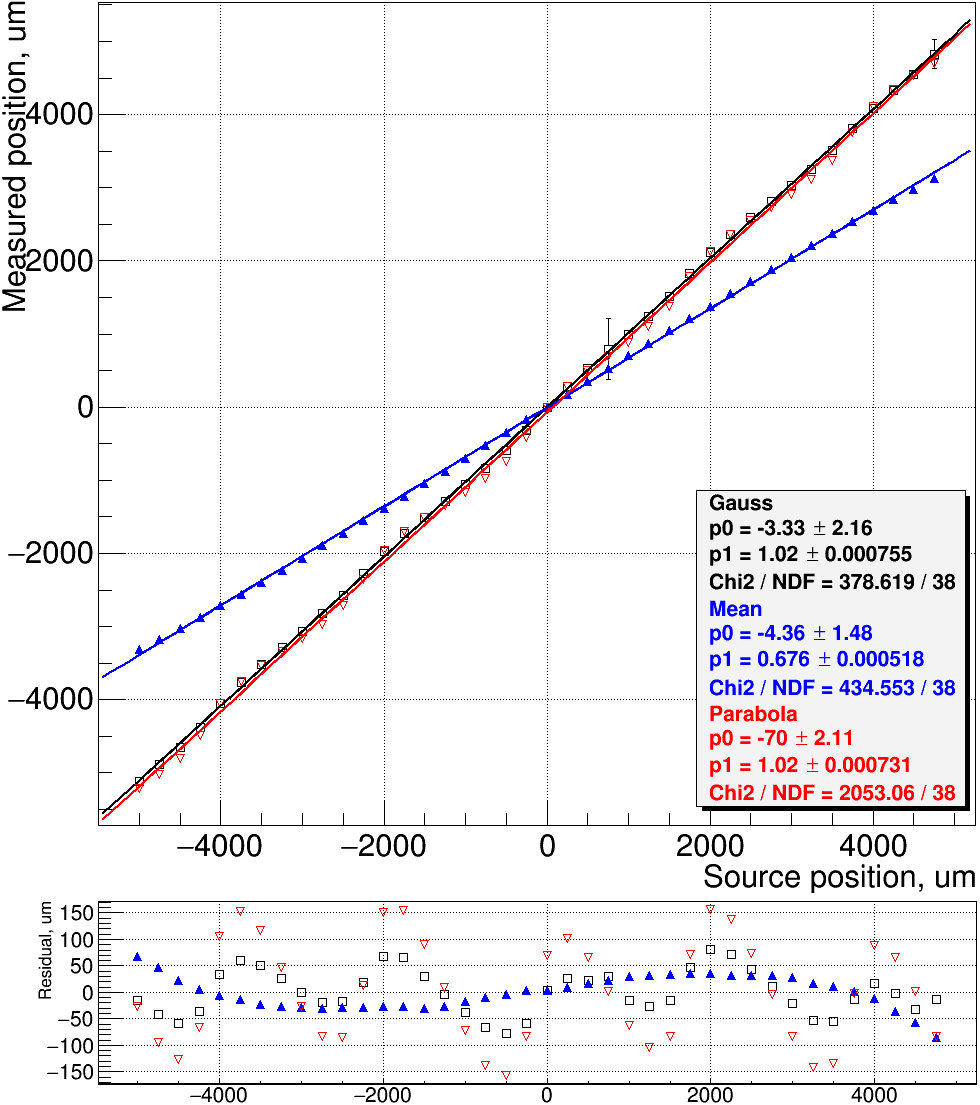 Measured position, um
4000
2000
0
−2000
−4000
Gauss
p0 = -3.33 ± 2.16
p1 = 1.02 ± 0.000755
Chi2 / NDF = 378.619 / 38
Mean
p0 = -4.36 ± 1.48
p1 = 0.676 ± 0.000518
Chi2 / NDF = 434.553 / 38
Parabola
p0 = -70 ± 2.11
p1 = 1.02 ± 0.000731
Chi2 / NDF = 2053.06 / 38
−4000 −2000 0 2000 4000
Source position, um
Residual, um
150
100
50
0
−50
−100
−150
−4000 −2000 0 2000 4000